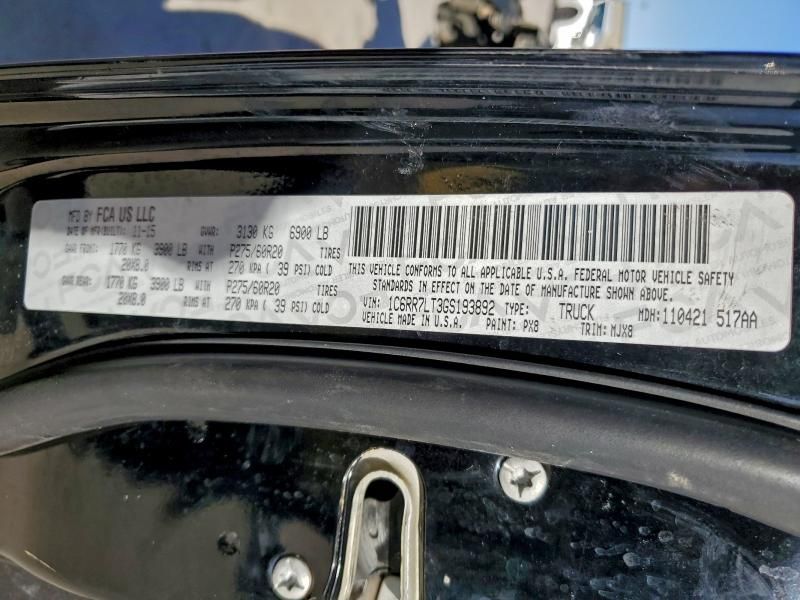 MFD BY FCA US LLC
DATE OF MFR(BUILT): 11-15 GVWR: 3130 KG 6900 LB
GAWR FRONT: 1770 KG 3900 LB WITH P275/60R20 TIRES
20X8.0 RIMS AT 270 KPA ( 39 PSI) COLD
GAWR REAR: 1770 KG 3900 LB WITH P275/60R20 TIRES
20X8.0 RIMS AT 270 KPA ( 39 PSI) COLD
THIS VEHICLE CONFORMS TO ALL APPLICABLE U.S.A. FEDERAL MOTOR VEHICLE SAFETY
STANDARDS IN EFFECT ON THE DATE OF MANUFACTURE SHOWN ABOVE.
VIN: 1C6RR7LT3GS193892 TYPE: TRUCK MDH:110421 517AA
VEHICLE MADE IN U.S.A. PAINT: PX8 TRIM: MJX8